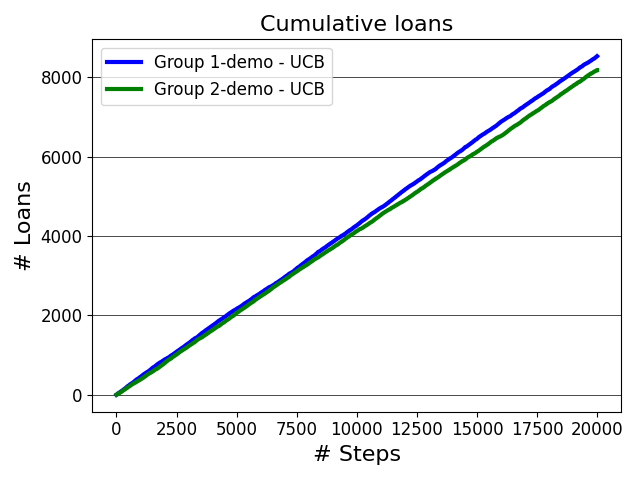 Cumulative loans
Group 1-demo - UCB
Group 2-demo - UCB
# Loans
8000
6000
4000
2000
0
0 2500 5000 7500 10000 12500 15000 17500 20000
# Steps